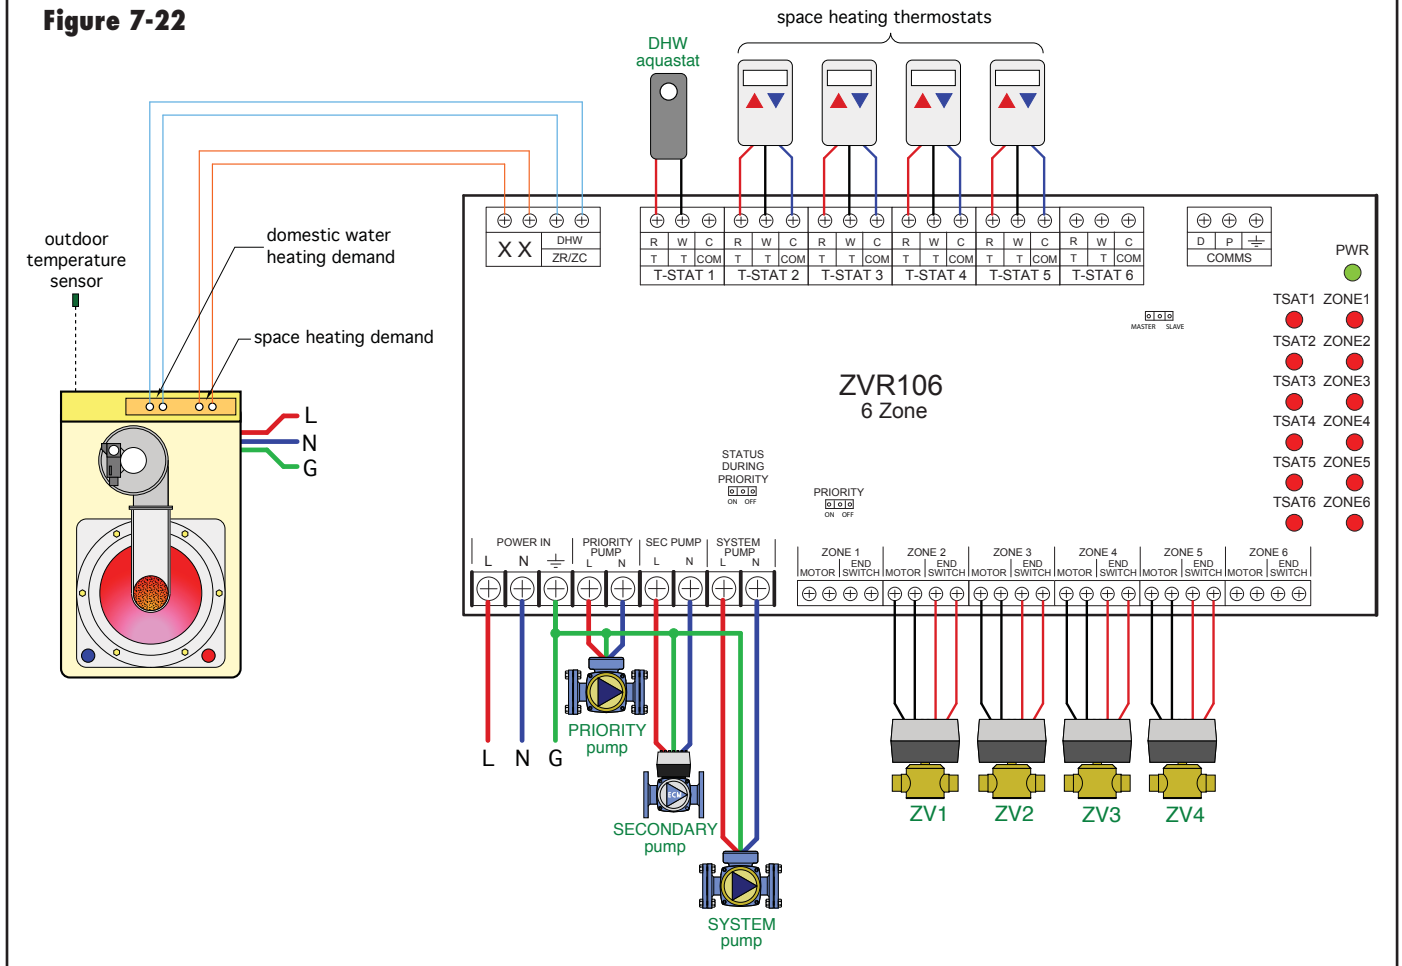 Figure 7-22
space heating thermostats
DHW
aquastat
outdoor
temperature
sensor
domestic water
heating demand
space heating demand
L
N
G
X X
DHW
ZR/ZC
R W C
T T COM
T-STAT 1
R W C
T T COM
T-STAT 2
R W C
T T COM
T-STAT 3
R W C
T T COM
T-STAT 4
R W C
T T COM
T-STAT 5
R W C
T T COM
T-STAT 6
D P
COMMS
PWR
MASTER SLAVE
TSAT1 ZONE1
TSAT2 ZONE2
TSAT3 ZONE3
TSAT4 ZONE4
TSAT5 ZONE5
TSAT6 ZONE6
ZVR106
6 Zone
STATUS
DURING
PRIORITY
ON OFF
PRIORITY
ON OFF
POWER IN
L N
PRIORITY
PUMP
L N
SEC PUMP
L N
SYSTEM
PUMP
L N
ZONE 1
MOTOR END
SWITCH
ZONE 2
MOTOR END
SWITCH
ZONE 3
MOTOR END
SWITCH
ZONE 4
MOTOR END
SWITCH
ZONE 5
MOTOR END
SWITCH
ZONE 6
MOTOR END
SWITCH
L N G
PRIORITY
pump
ECM
SECONDARY
pump
SYSTEM
pump
ZV1
ZV2
ZV3
ZV4